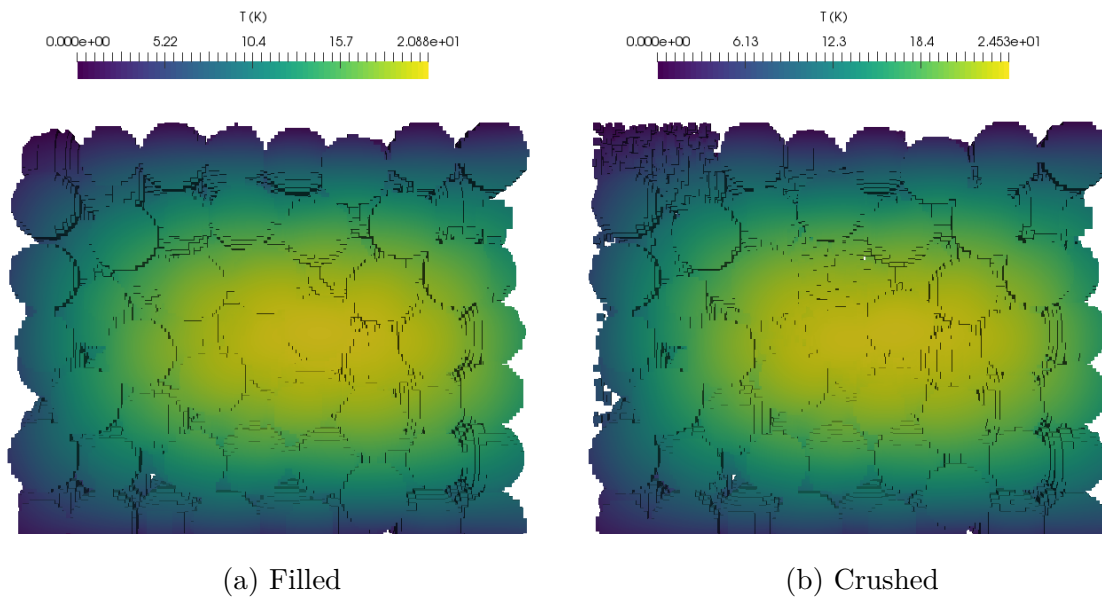 T (K)
0.000e+00 5.22 10.4 15.7 2.088e+01
T (K)
0.000e+00 6.13 12.3 18.4 2.453e+01
(a) Filled
(b) Crushed